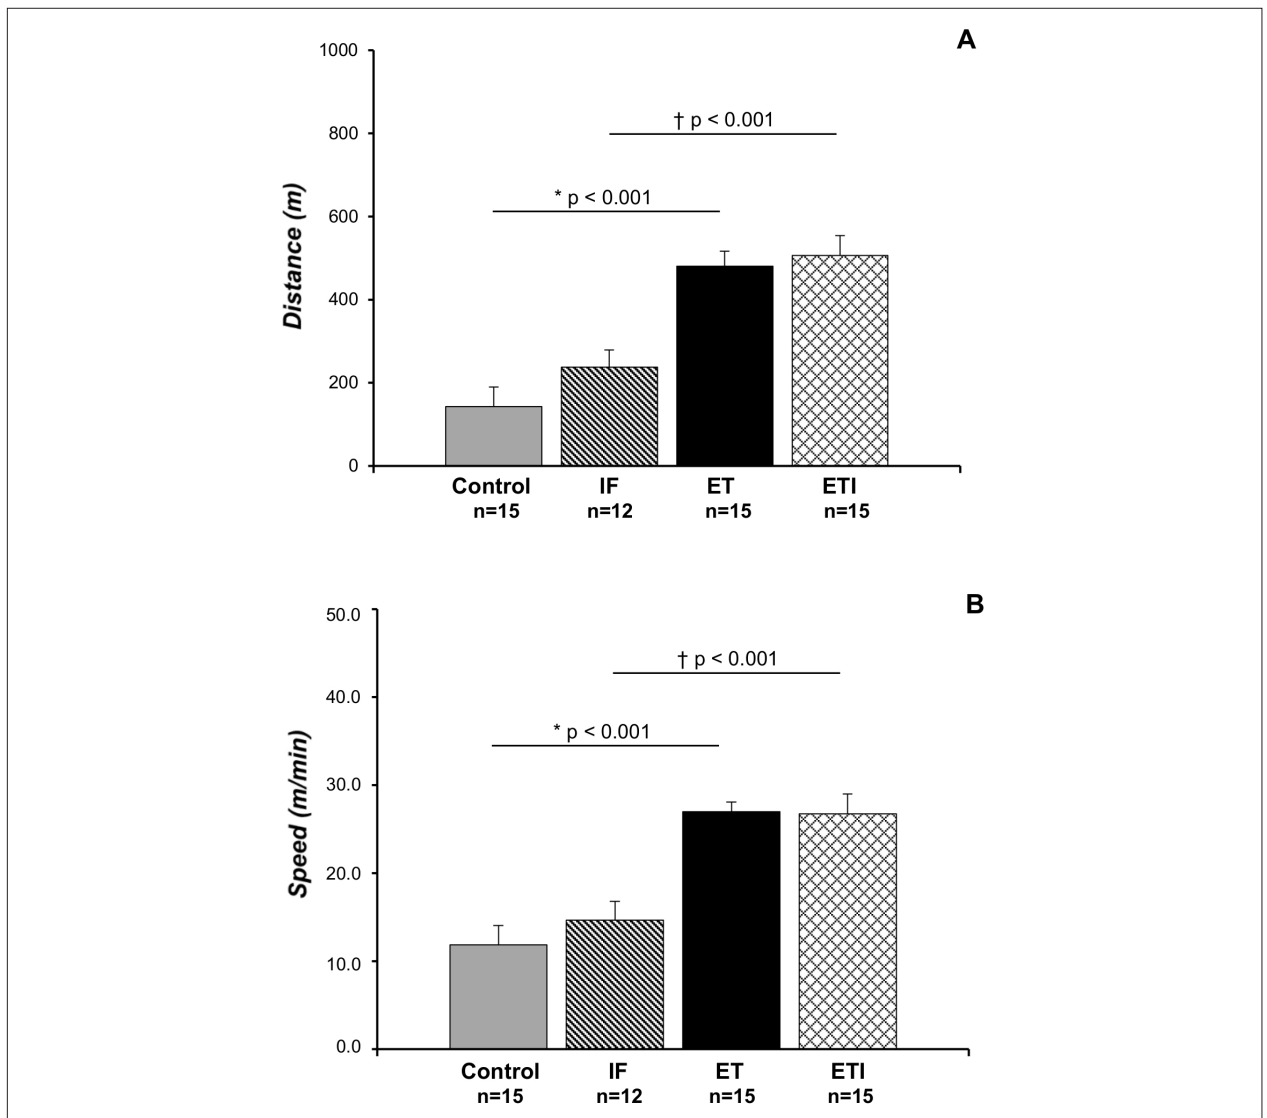 A
1000
800
600
400
200
0
Distance (m)
† p < 0.001
* p < 0.001
Control IF ET ETI
n=15 n=12 n=15 n=15
B
50.0
40.0
30.0
20.0
10.0
0.0
Speed (m/min)
† p < 0.001
* p < 0.001
Control IF ET ETI
n=15 n=12 n=15 n=15